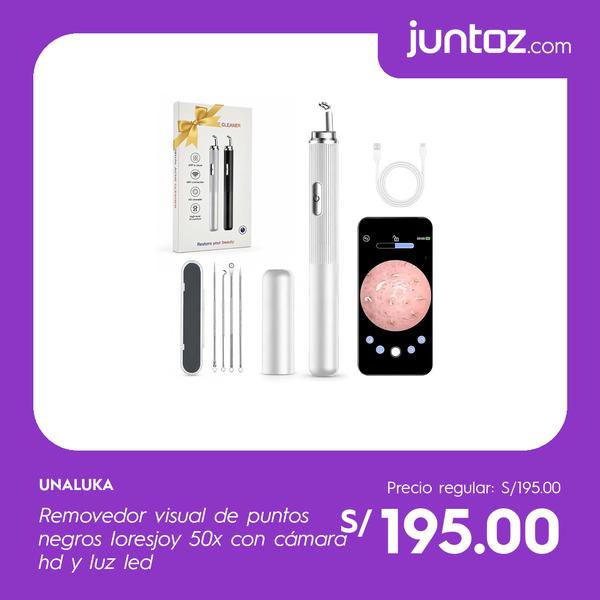 juntoz.com
CLEANER
Restore your beauty
UNALUKA
Precio regular: S/195.00
Removedor visual de puntos
negros loresjoy 50x con cámara
hd y luz led
S/195.00